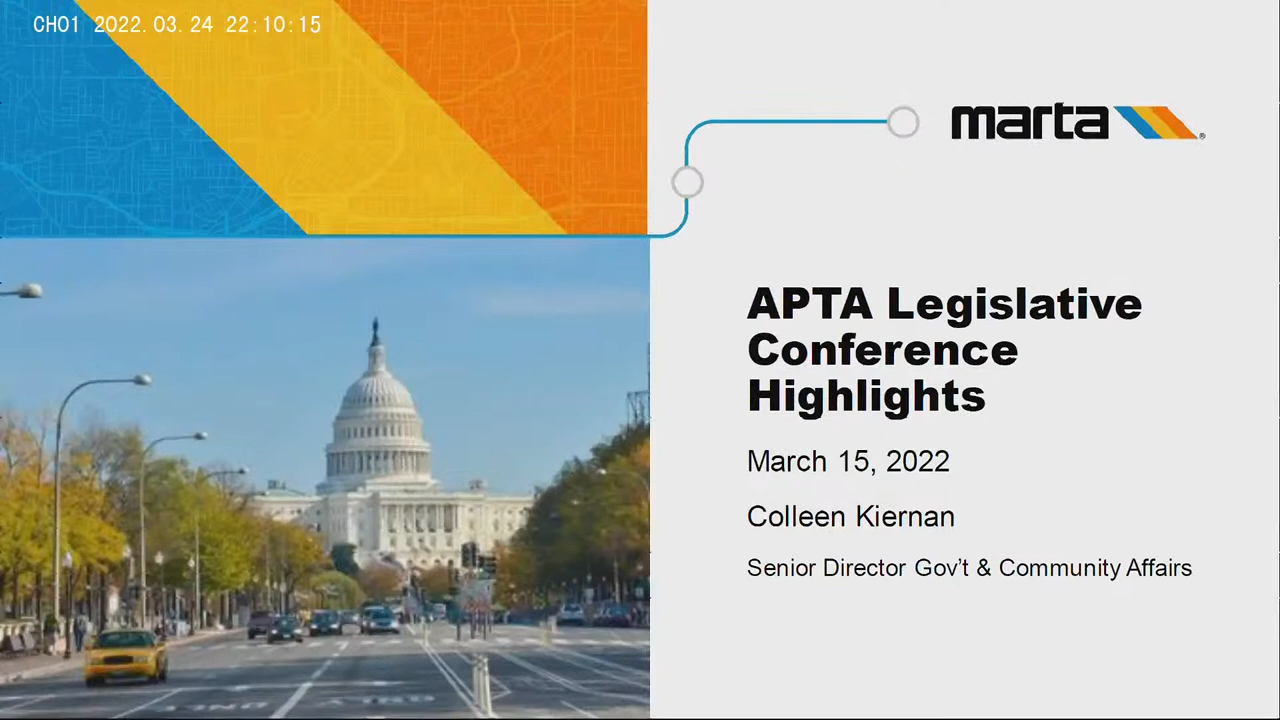 CH01 2022.03.24 22:10:15
marta
APTA Legislative
Conference
Highlights
March 15, 2022
Colleen Kiernan
Senior Director Gov't & Community Affairs